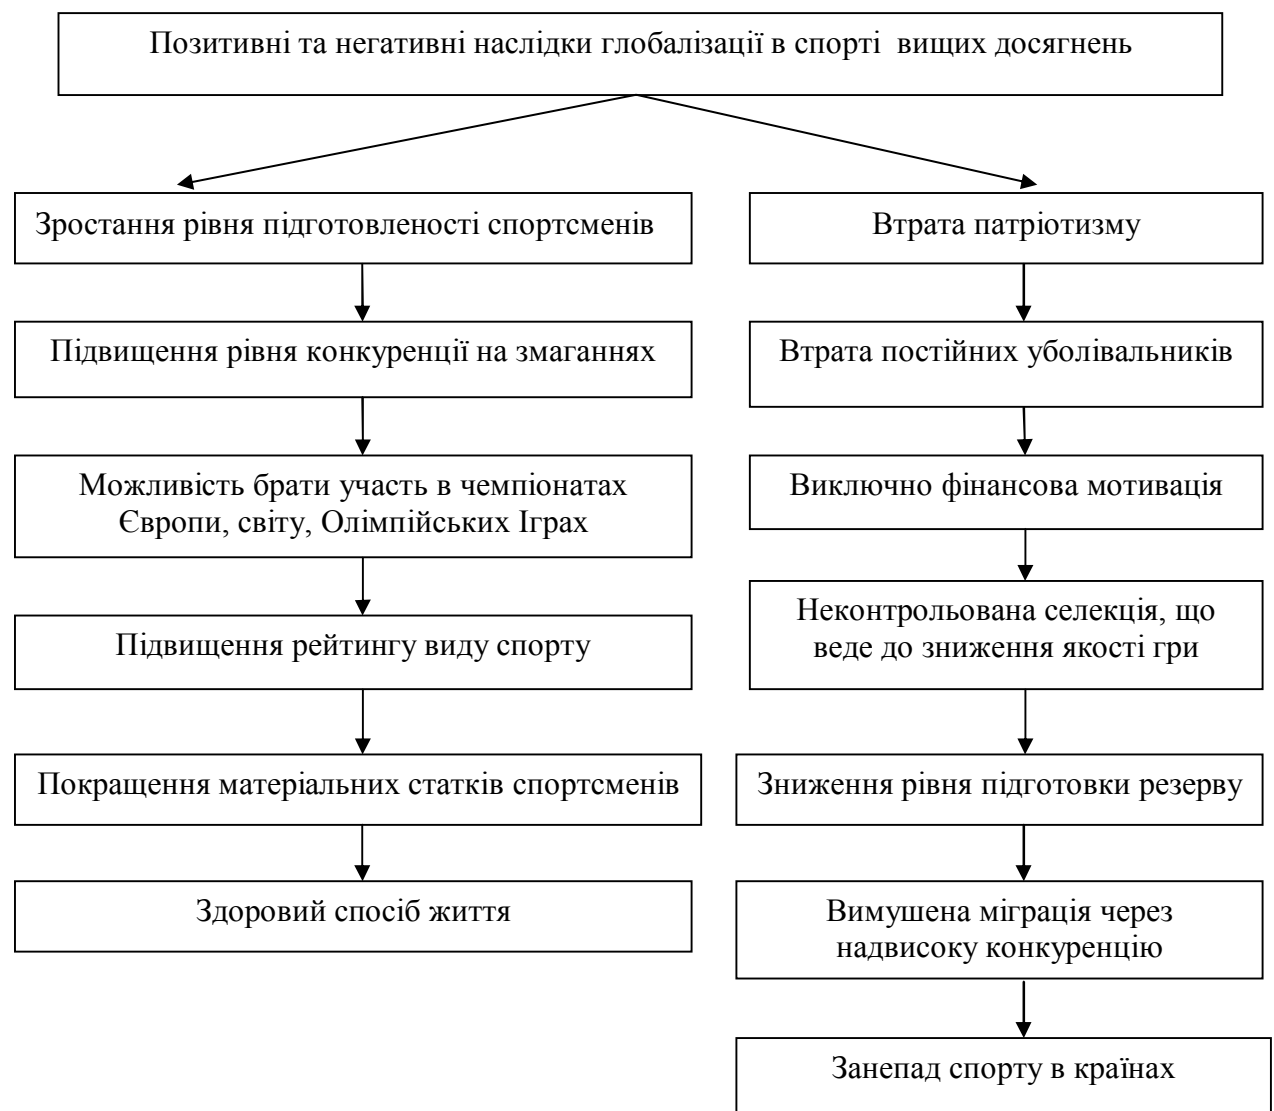 Позитивні та негативні наслідки глобалізації в спорті вищих досягнень
Зростання рівня підготовленості спортсменів
Підвищення рівня конкуренції на змаганнях
Можливість брати участь в чемпіонатах
Європи, світу, Олімпійських Іграх
Підвищення рейтингу виду спорту
Покращення матеріальних статків спортсменів
Здоровий спосіб життя
Втрата патріотизму
Втрата постійних уболівальників
Виключно фінансова мотивація
Неконтрольована селекція, що
веде до зниження якості гри
Зниження рівня підготовки резерву
Вимушена міграція через
надвисоку конкуренцію
Занепад спорту в країнах